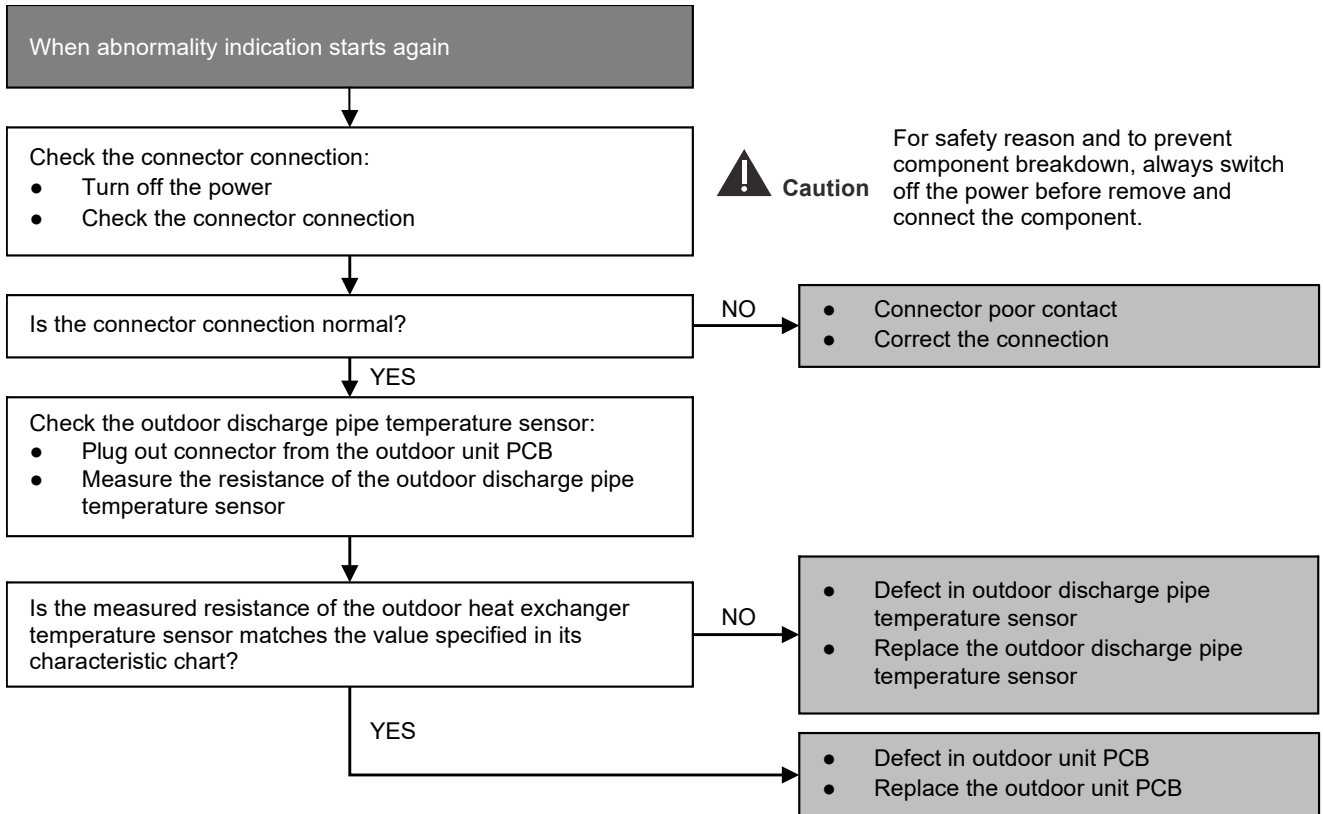 When abnormality indication starts again
Check the connector connection:
● Turn off the power
● Check the connector connection
Caution
For safety reason and to prevent
component breakdown, always switch
off the power before remove and
connect the component.
Is the connector connection normal?
NO
● Connector poor contact
● Correct the connection
YES
Check the outdoor discharge pipe temperature sensor:
● Plug out connector from the outdoor unit PCB
● Measure the resistance of the outdoor discharge pipe
temperature sensor
Is the measured resistance of the outdoor heat exchanger
temperature sensor matches the value specified in its
characteristic chart?
NO
● Defect in outdoor discharge pipe
temperature sensor
● Replace the outdoor discharge pipe
temperature sensor
YES
● Defect in outdoor unit PCB
● Replace the outdoor unit PCB